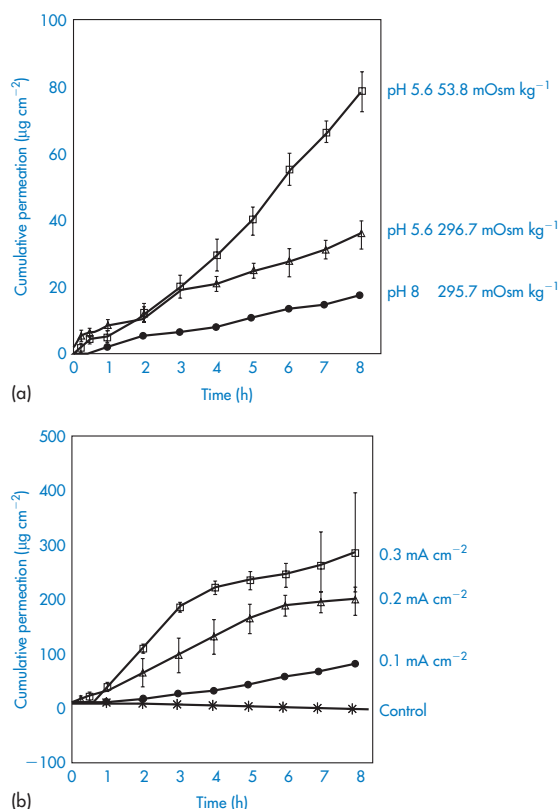 Cumulative permeation (μg cm⁻²)
80
60
40
20
0
pH 5.6 53.8 mOsm kg⁻¹
pH 5.6 296.7 mOsm kg⁻¹
pH 8 295.7 mOsm kg⁻¹
0 1 2 3 4 5 6 7 8
Time (h)
(a)
Cumulative permeation (μg cm⁻²)
500
400
300
200
100
0
−100
0.3 mA cm⁻²
0.2 mA cm⁻²
0.1 mA cm⁻²
Control
0 1 2 3 4 5 6 7 8
Time (h)
(b)